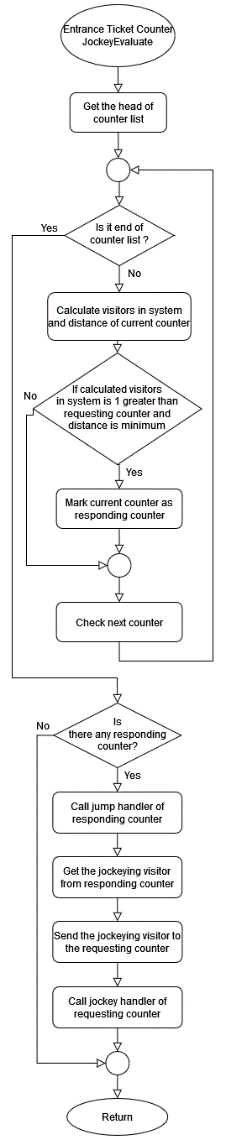 Entrance Ticket Counter
JockeyEvaluate
Get the head of
counter list
Is it end of
counter list ?
Yes
No
Calculate visitors in system
and distance of current counter
If calculated visitors
in system is 1 greater than
requesting counter and
distance is minimum
No
Yes
Mark current counter as
responding counter
Check next counter
Is
there any responding
counter?
No
Yes
Call jump handler of
responding counter
Get the jockeying visitor
from responding counter
Send the jockeying visitor to
the requesting counter
Call jockey handler of
requesting counter
Return